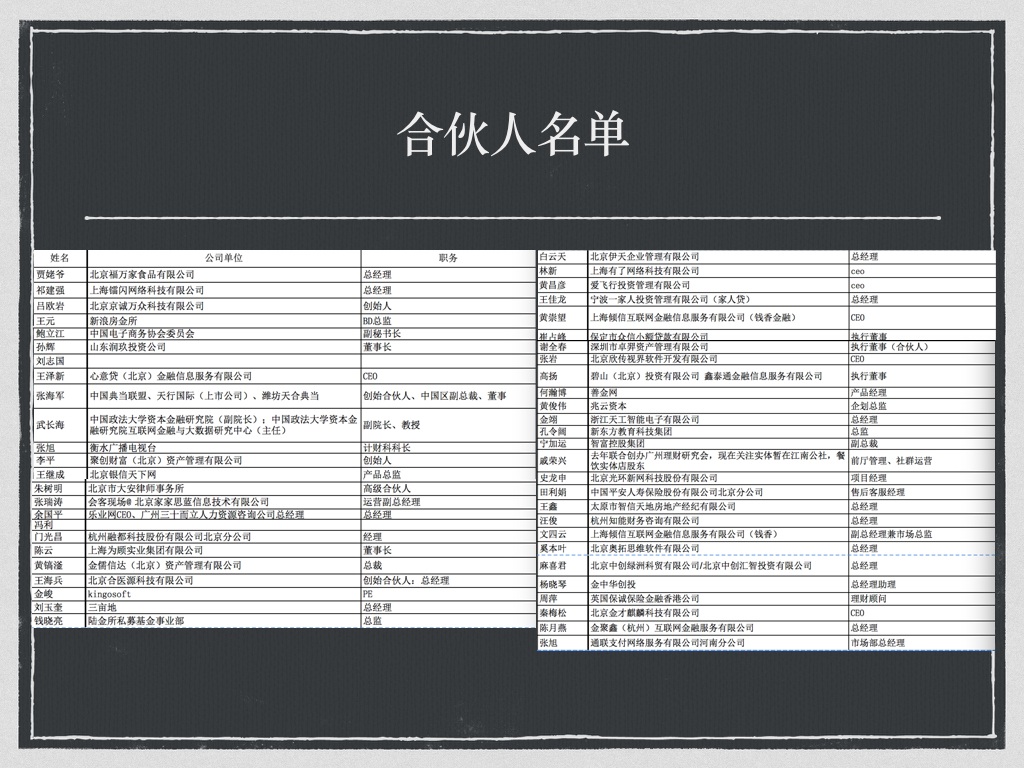 合伙人名单
姓名 公司单位 职务
贾姥爷 北京福万家食品有限公司 总经理
祁建强 上海镭闪网络科技有限公司 总经理
吕欧岩 北京京诚万众科技有限公司 创始人
王元 新浪房金所 BD总监
鲍立江 中国电子商务协会委员会 副秘书长
孙辉 山东润玖投资公司 董事长
刘志国
王泽新 心意贷（北京）金融信息服务有限公司 CEO
张海军 中国典当联盟、天行国际（上市公司）、潍坊天合典当 创始合伙人、中国区副总裁、董事
武长海 中国政法大学资本金融研究院（副院长）；中国政法大学资本金
融研究院互联网金融与大数据研究中心（主任） 副院长、教授
张旭 衡水广播电视台 计财科科长
李平 聚创财富（北京）资产管理有限公司 创始人
王继成 北京银信天下网 产品总监
朱树明 北京市大安律师事务所 高级合伙人
张瑞涛 会客现场@ 北京家家思蓝信息技术有限公司 运营副总经理
余国平 乐业网CEO、广州三十而立人力资源咨询公司总经理 总经理
冯利
门光昌 杭州融都科技股份有限公司北京分公司 经理
陈云 上海为顾实业集团有限公司 董事长
黄镐滏 金儒信达（北京）资产管理有限公司 总裁
王海兵 北京合医源科技有限公司 创始合伙人；总经理
金峻 kingosoft PE
刘玉奎 三亩地 总经理
钱晓亮 陆金所私募基金事业部 总监
白云天 北京伊天企业管理有限公司 总经理
林新 上海有了网络科技有限公司 ceo
黄昌彦 爱飞行投资管理有限公司 ceo
王佳龙 宁波一家人投资管理有限公司（家人贷） 总经理
黄崇望 上海倾信互联网金融信息服务有限公司（钱香金融） CEO
崔占峰 保定市众信小额贷款有限公司 执行董事
谢全春 深圳市卓羿资产管理有限公司 执行董事（合伙人）
张岩 北京欣传视界软件开发有限公司 CEO
高扬 碧山（北京）投资有限公司 鑫泰通金融信息服务有限公司 执行董事
何瀚博 善金网 产品经理
黄俊伟 兆云资本 企划总监
金翊 浙江天工智能电子有限公司 总经理
孔令阔 新东方教育科技集团 总监
宁加运 智富控股集团 副总裁
戚荣兴 去年联合创办广州理财研究会，现在关注实体暂在江南公社，餐
饮实体店股东 前厅管理、社群运营
史龙申 北京光环新网科技股份有限公司 项目经理
田利娟 中国平安人寿保险股份有限公司北京分公司 售后客服经理
王鑫 太原市智信天地房地产经纪有限公司 总经理
汪俊 杭州知能财务咨询有限公司 总经理
文四云 上海倾信互联网金融信息服务有限公司（钱香） 副总经理兼市场总监
奚本叶 北京奥拓思维软件有限公司 总经理
麻喜君 北京中创绿洲科贸有限公司/北京中创汇智投资有限公司 总经理
杨晓琴 金中华创投 总经理助理
周萍 英国保诚保险金融香港公司 理财顾问
秦梅松 北京金才麒麟科技有限公司 CEO
陈月燕 金聚鑫（杭州）互联网金融服务有限公司 总经理
张旭 通联支付网络服务有限公司河南分公司 市场部总经理